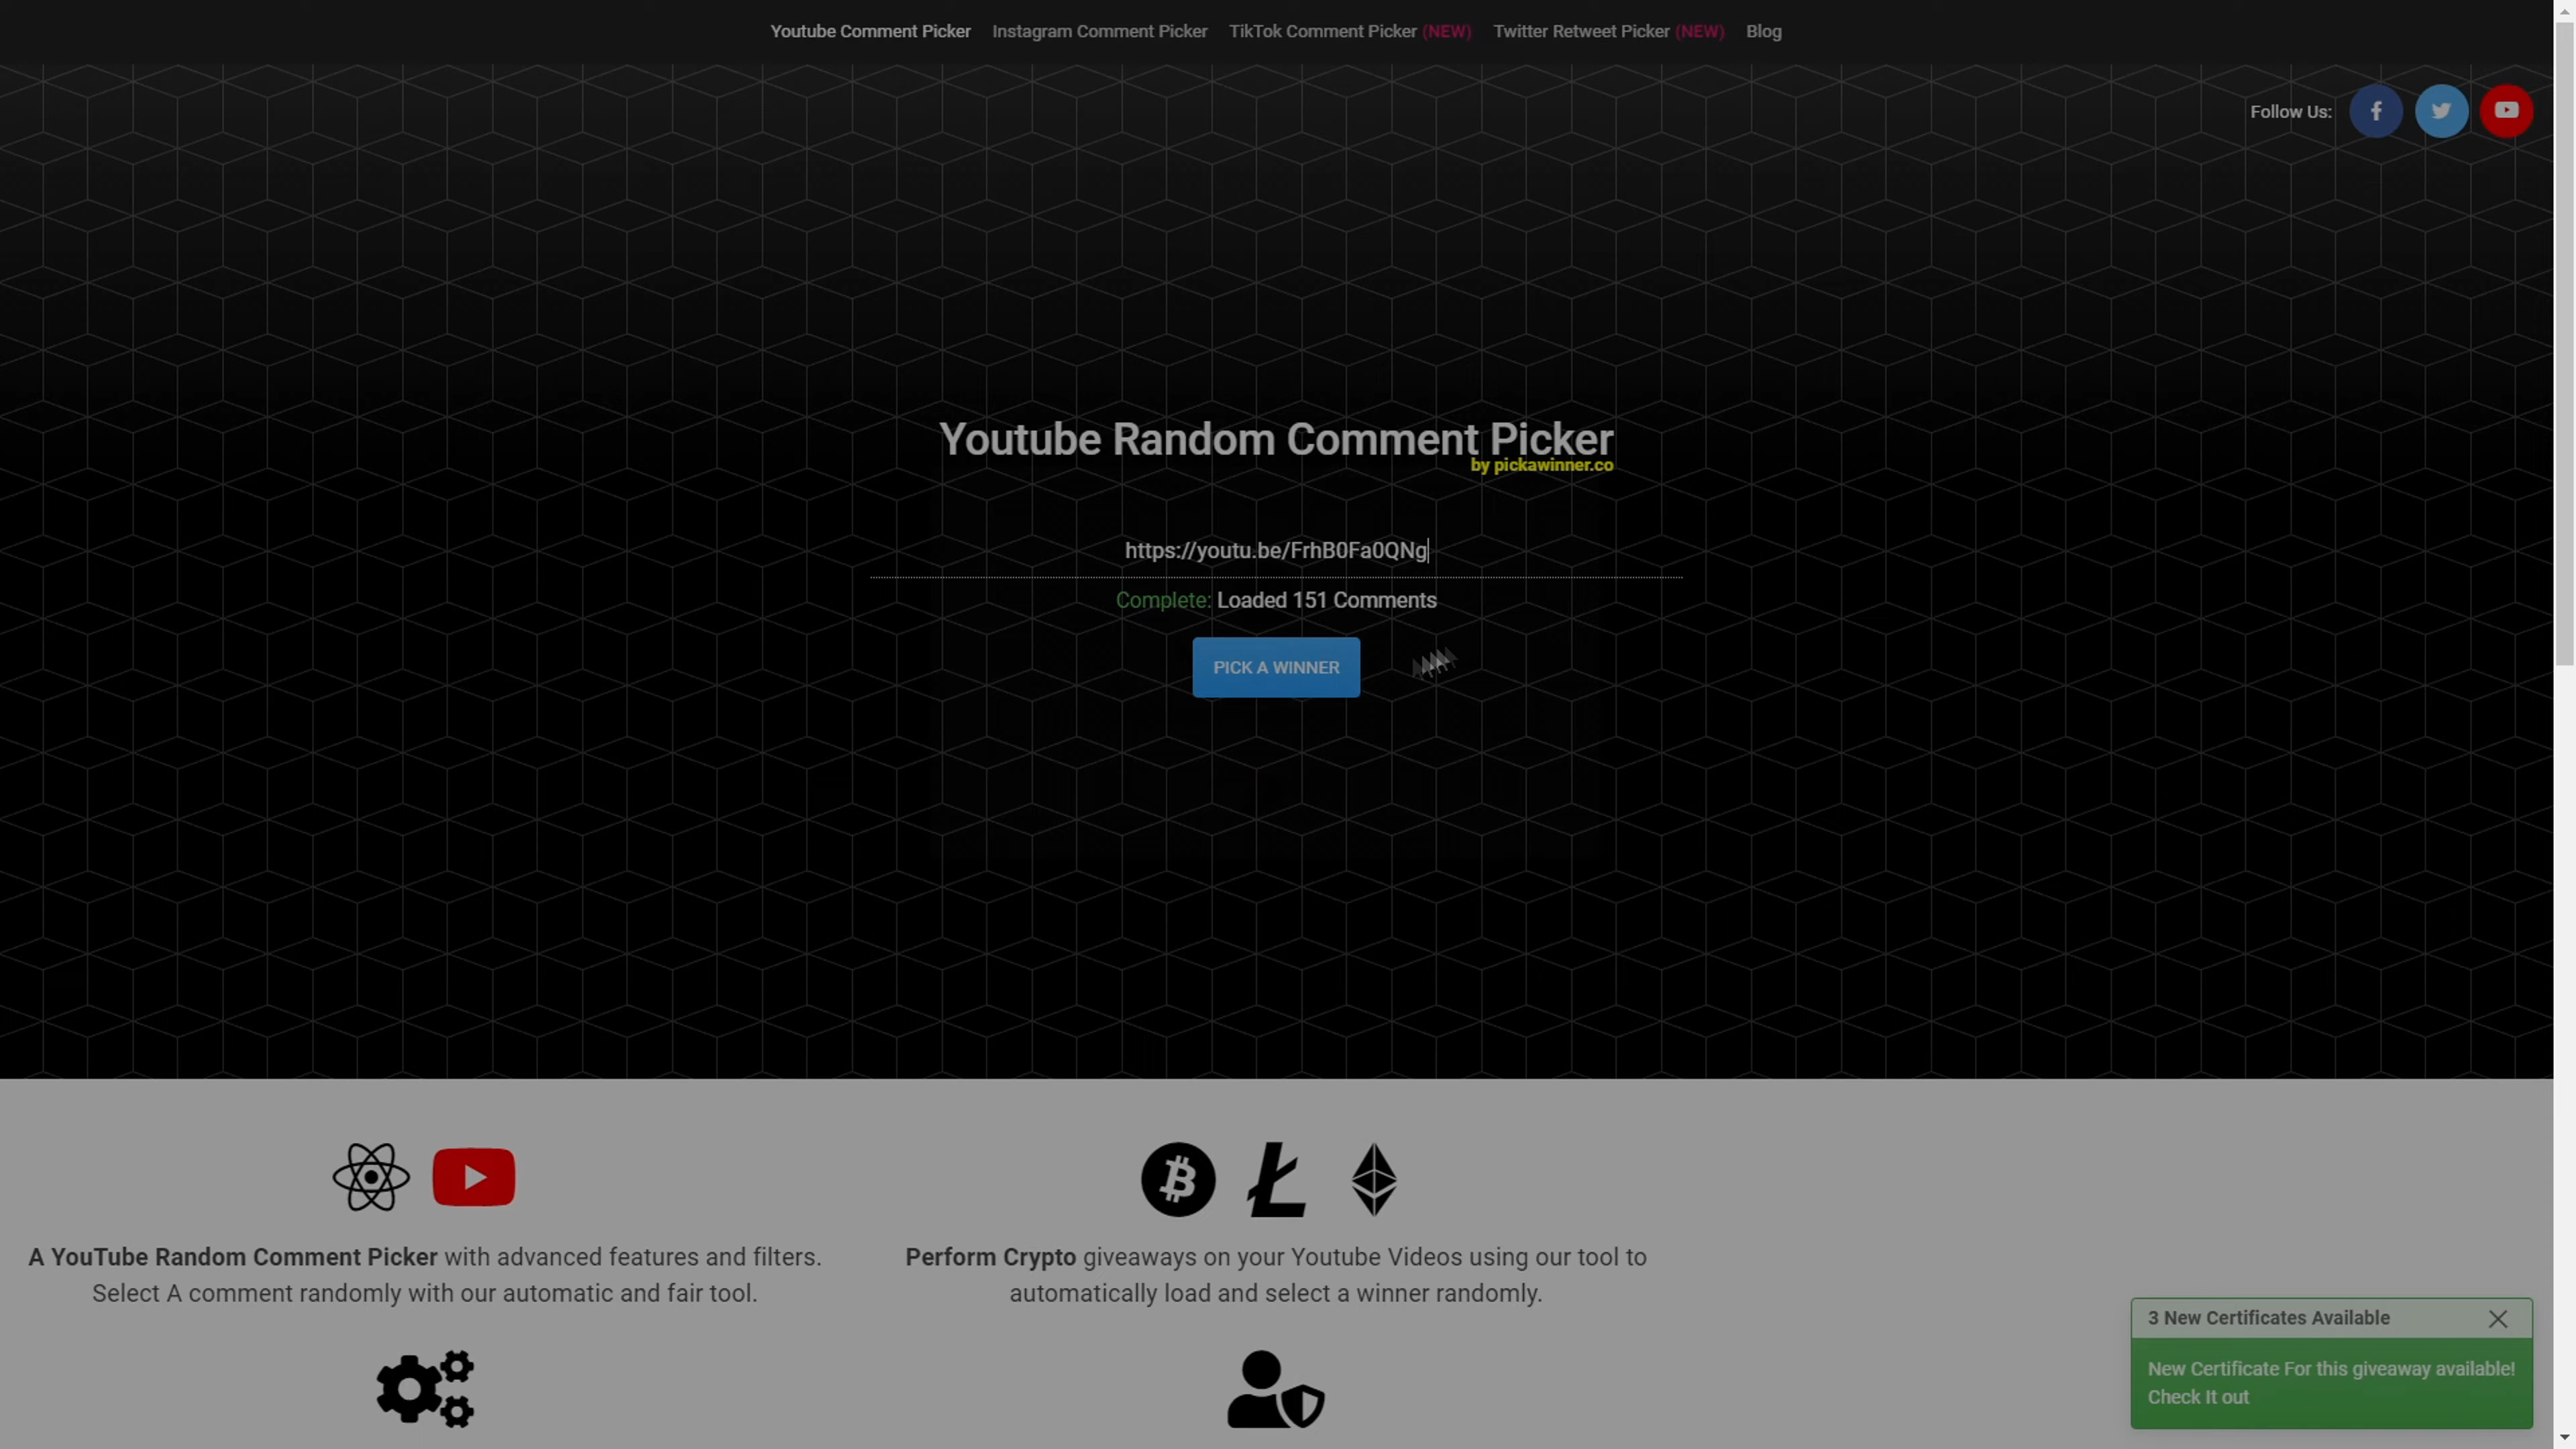 Youtube Comment Picker Instagram Comment Picker TikTok Comment Picker (NEW) Twitter Retweet Picker (NEW) Blog
Follow Us:
Youtube Random Comment Picker
by pickawinner.co
https://youtu.be/FrhB0Fa0QNg
Complete: Loaded 151 Comments
PICK A WINNER
A YouTube Random Comment Picker with advanced features and filters.
Select A comment randomly with our automatic and fair tool.
Perform Crypto giveaways on your Youtube Videos using our tool to
automatically load and select a winner randomly.
3 New Certificates Available
New Certificate For this giveaway available!
Check It out